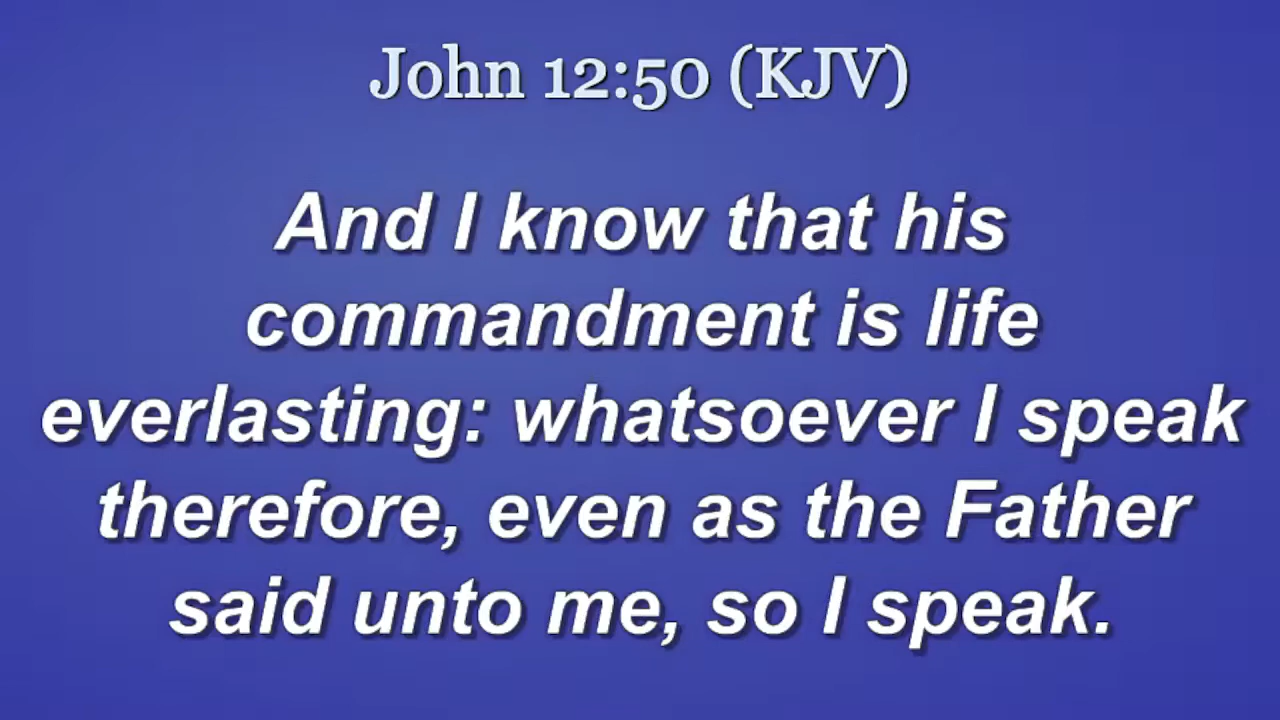 John 12:50 (KJV)
And I know that his
commandment is life
everlasting: whatsoever I speak
therefore, even as the Father
said unto me, so I speak.